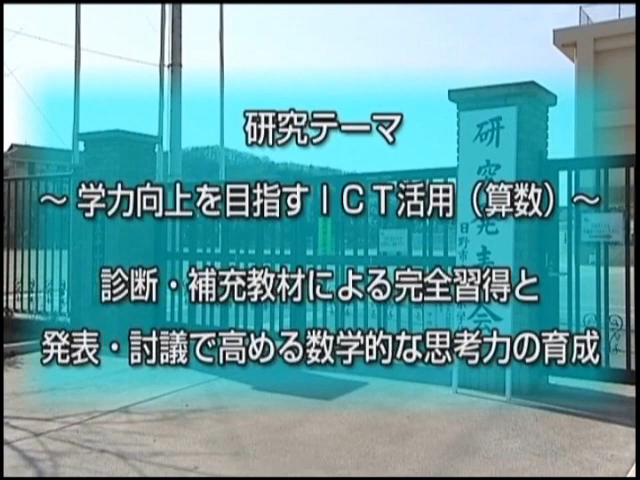 研究テーマ
～ 学力向上を目指すＩＣＴ活用（算数）～
診断・補充教材による完全習得と
発表・討議で高める数学的な思考力の育成
研究発表会
日野市